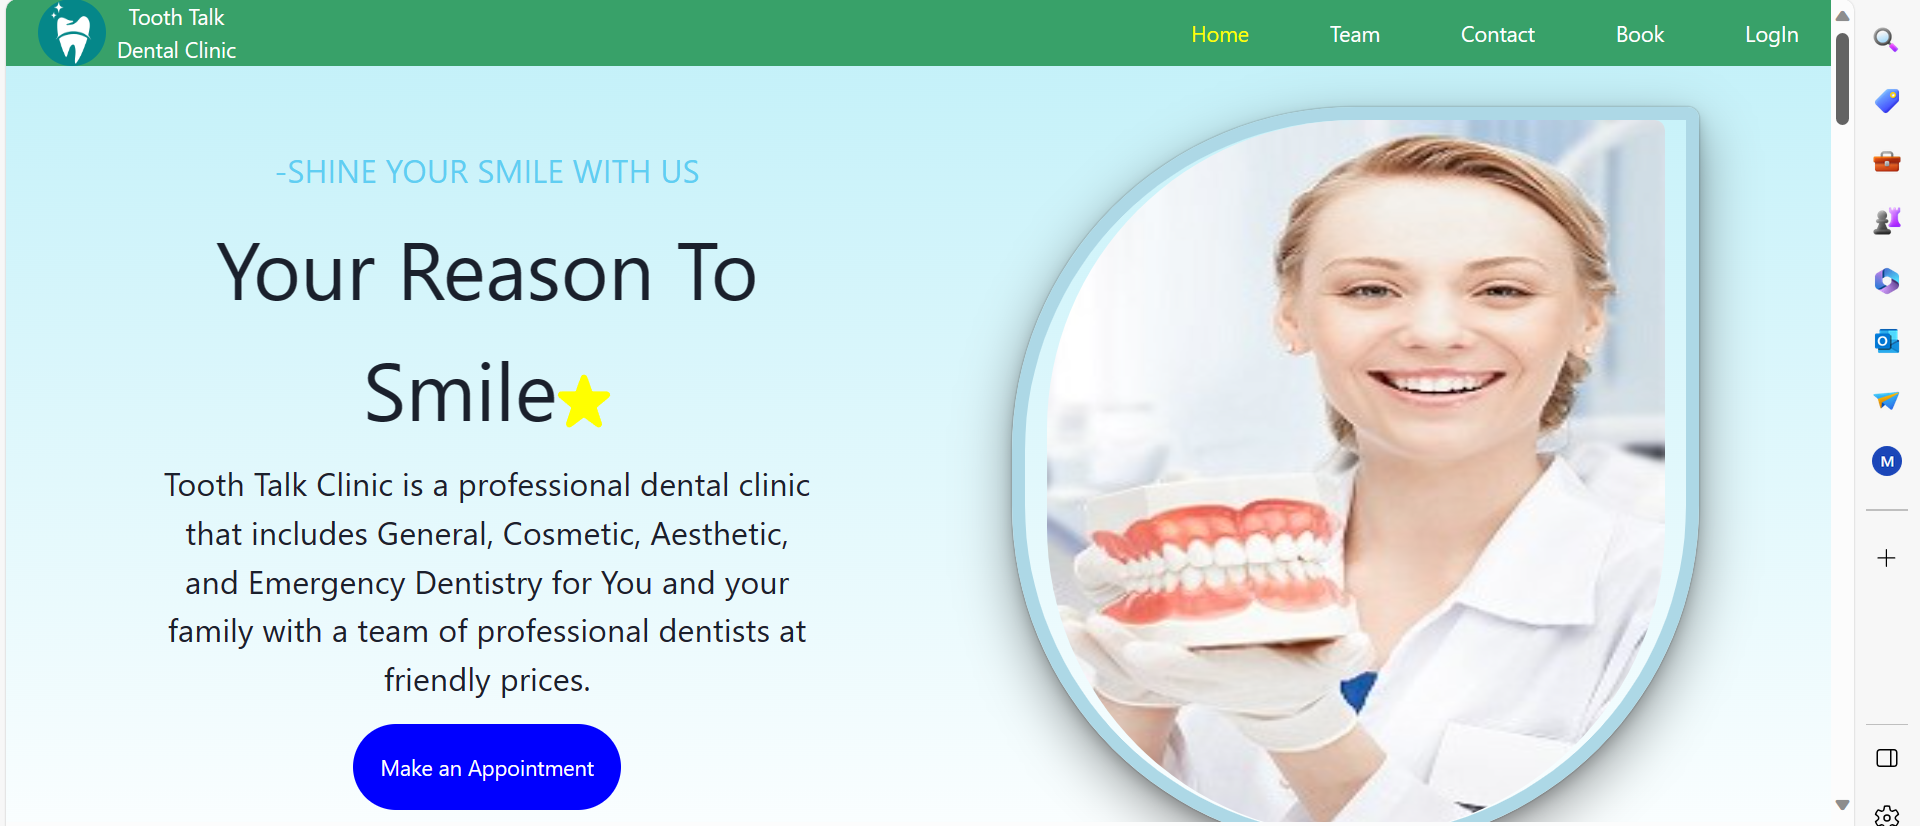 Tooth Talk
Dental Clinic
Home
Team
Contact
Book
LogIn
-SHINE YOUR SMILE WITH US
Your Reason To
Smile
Tooth Talk Clinic is a professional dental clinic
that includes General, Cosmetic, Aesthetic,
and Emergency Dentistry for You and your
family with a team of professional dentists at
friendly prices.
Make an Appointment
O
M